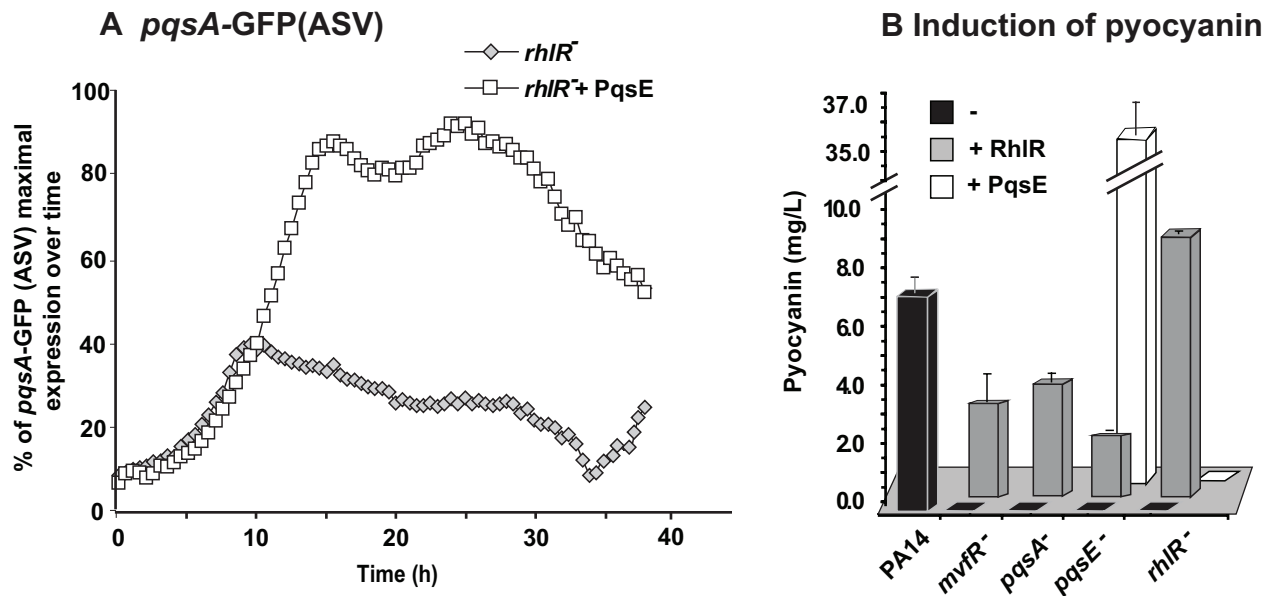 A pqsA-GFP(ASV)
rhlR-
rhlR-+ PqsE
100
80
60
40
20
0
% of pqsA-GFP (ASV) maximal
expression over time
0 10 20 30 40
Time (h)
B Induction of pyocyanin
-
+ RhlR
+ PqsE
37.0
35.0
10.0
8.0
6.0
4.0
2.0
0.0
Pyocyanin (mg/L)
PA14 mvfR- pqsA- pqsE- rhlR-